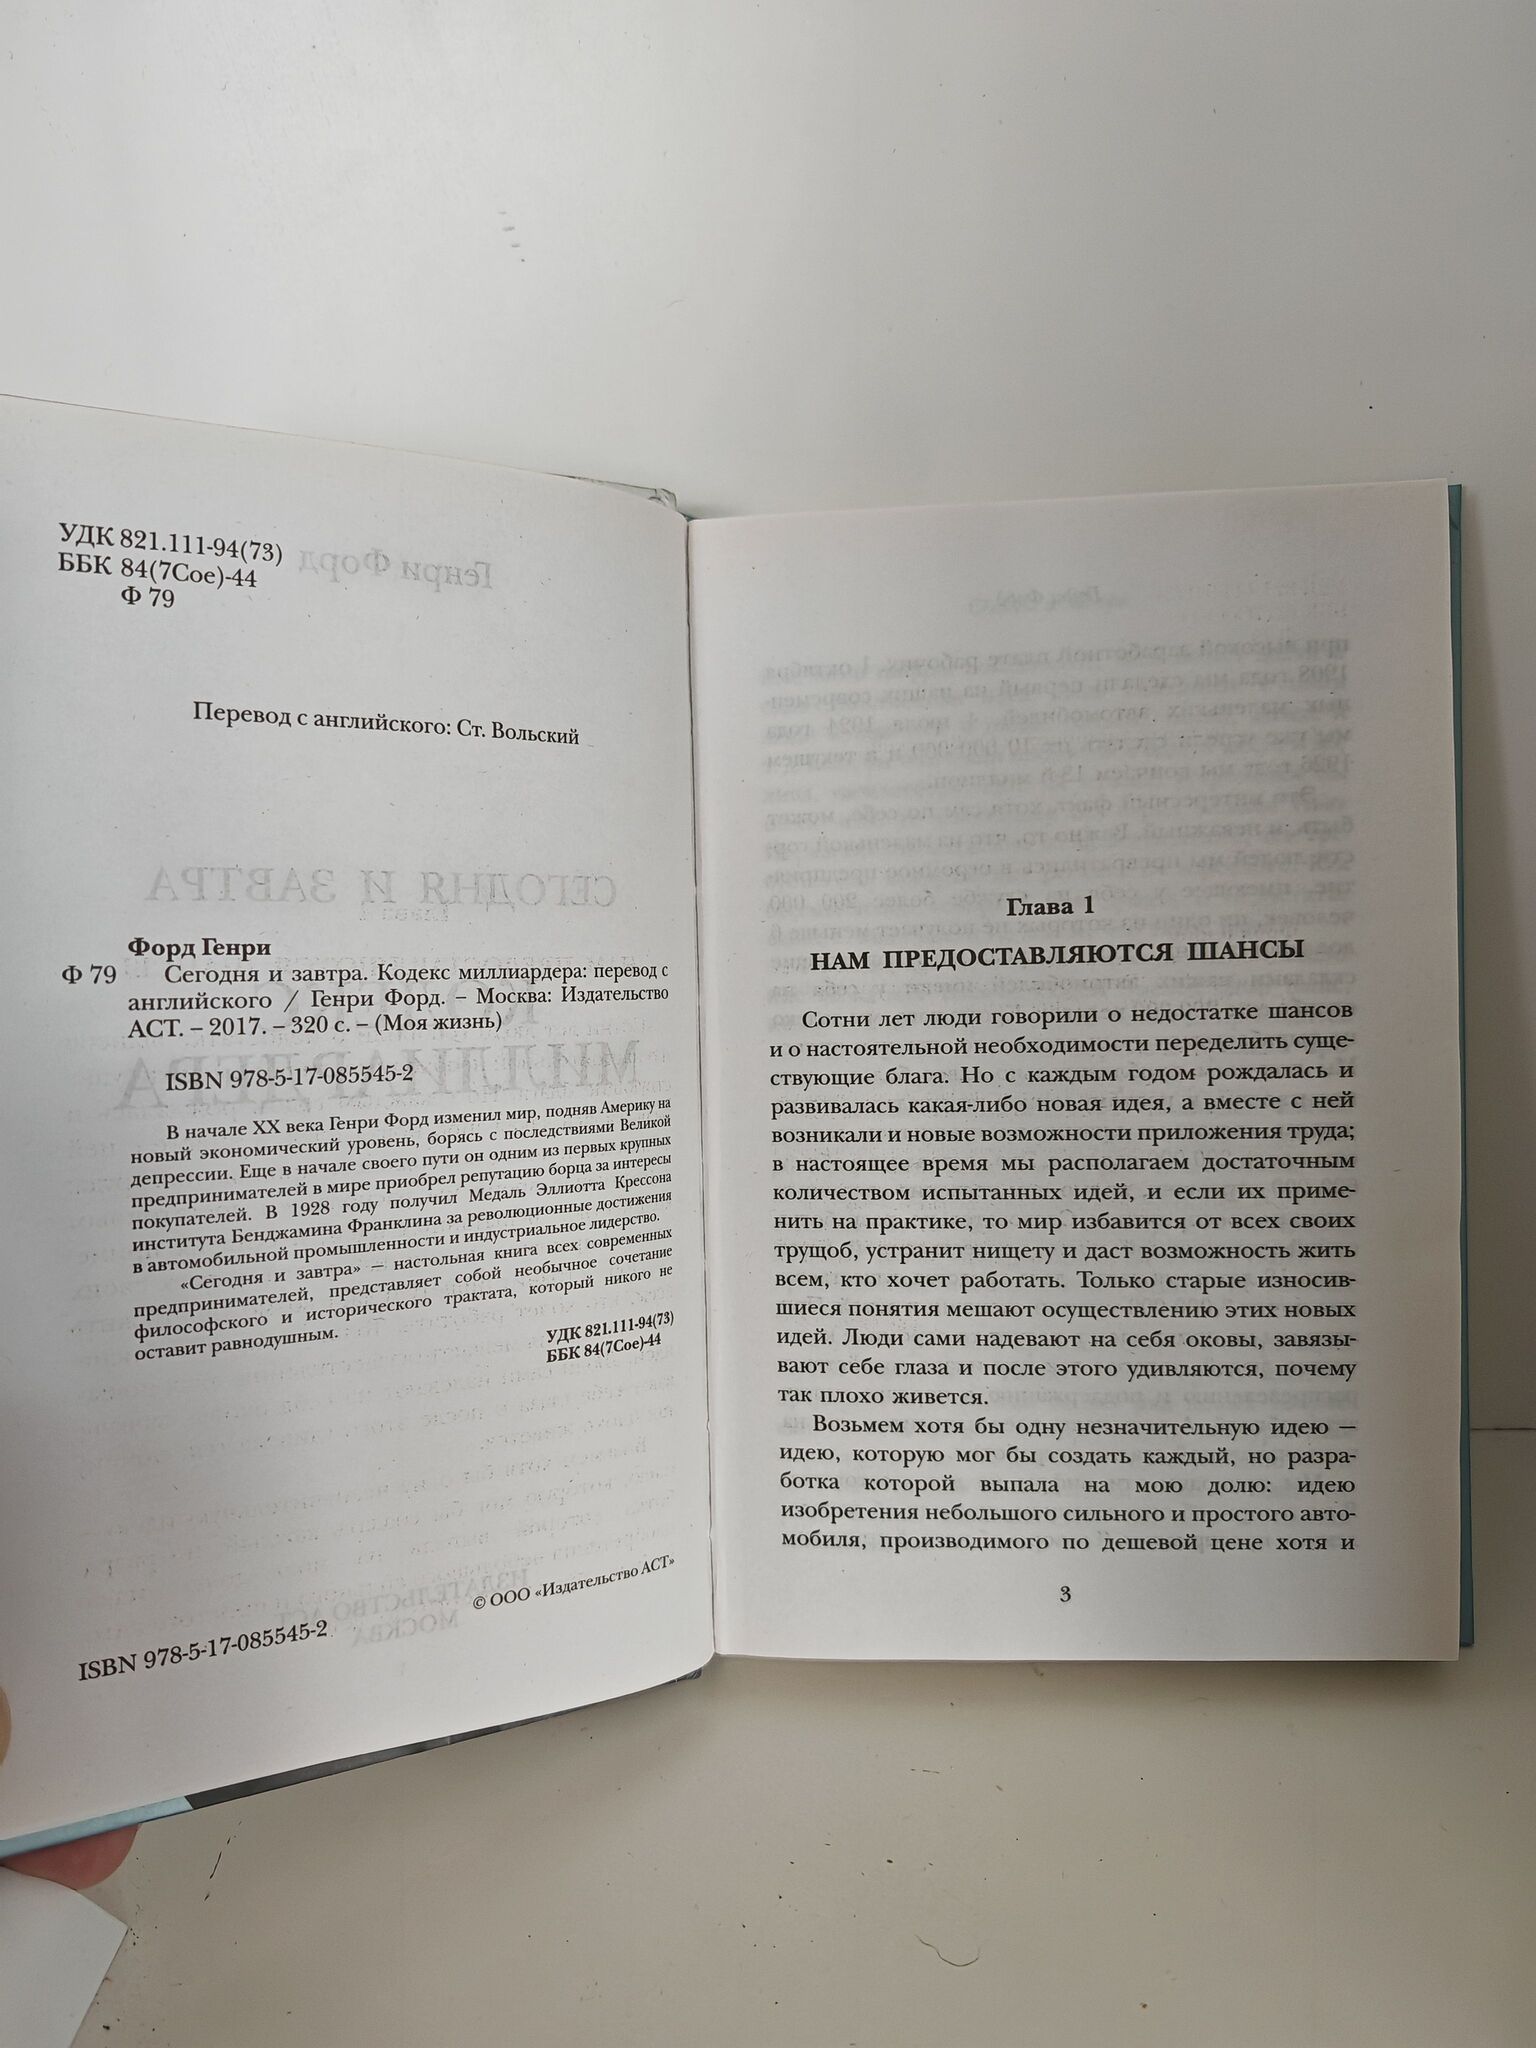 УДК 821.111-94(73)
ББК 84(7Сое)-44
Ф 79
Перевод с английского: Ст. Вольский
Форд Генри
Ф 79 Сегодня и завтра. Кодекс миллиардера: перевод с
английского / Генри Форд. – Москва: Издательство
АСТ. – 2017. – 320 с. – (Моя жизнь)
ISBN 978-5-17-085545-2
В начале XX века Генри Форд изменил мир, подняв Америку на
новый экономический уровень, борясь с последствиями Великой
депрессии. Еще в начале своего пути он одним из первых крупных
предпринимателей в мире приобрел репутацию борца за интересы
покупателей. В 1928 году получил Медаль Эллиотта Крессона
института Бенджамина Франклина за революционные достижения
в автомобильной промышленности и индустриальное лидерство.
«Сегодня и завтра» — настольная книга всех современных
предпринимателей, представляет собой необычное сочетание
философского и исторического трактата, который никого не
оставит равнодушным.
УДК 821.111-94(73)
ББК 84(7Сое)-44
© ООО «Издательство АСТ»
ISBN 978-5-17-085545-2
Глава 1
НАМ ПРЕДОСТАВЛЯЮТСЯ ШАНСЫ
Сотни лет люди говорили о недостатке шансов
и о настоятельной необходимости переделить суще-
ствующие блага. Но с каждым годом рождалась и
развивалась какая-либо новая идея, а вместе с ней
возникали и новые возможности приложения труда;
в настоящее время мы располагаем достаточным
количеством испытанных идей, и если их приме-
нить на практике, то мир избавится от всех своих
трущоб, устранит нищету и даст возможность жить
всем, кто хочет работать. Только старые износив-
шиеся понятия мешают осуществлению этих новых
идей. Люди сами надевают на себя оковы, завязы-
вают себе глаза и после этого удивляются, почему
так плохо живется.
Возьмем хотя бы одну незначительную идею —
идею, которую мог бы создать каждый, но разра-
ботка которой выпала на мою долю: идею
изобретения небольшого сильного и простого авто-
мобиля, производимого по дешевой цене хотя и
3